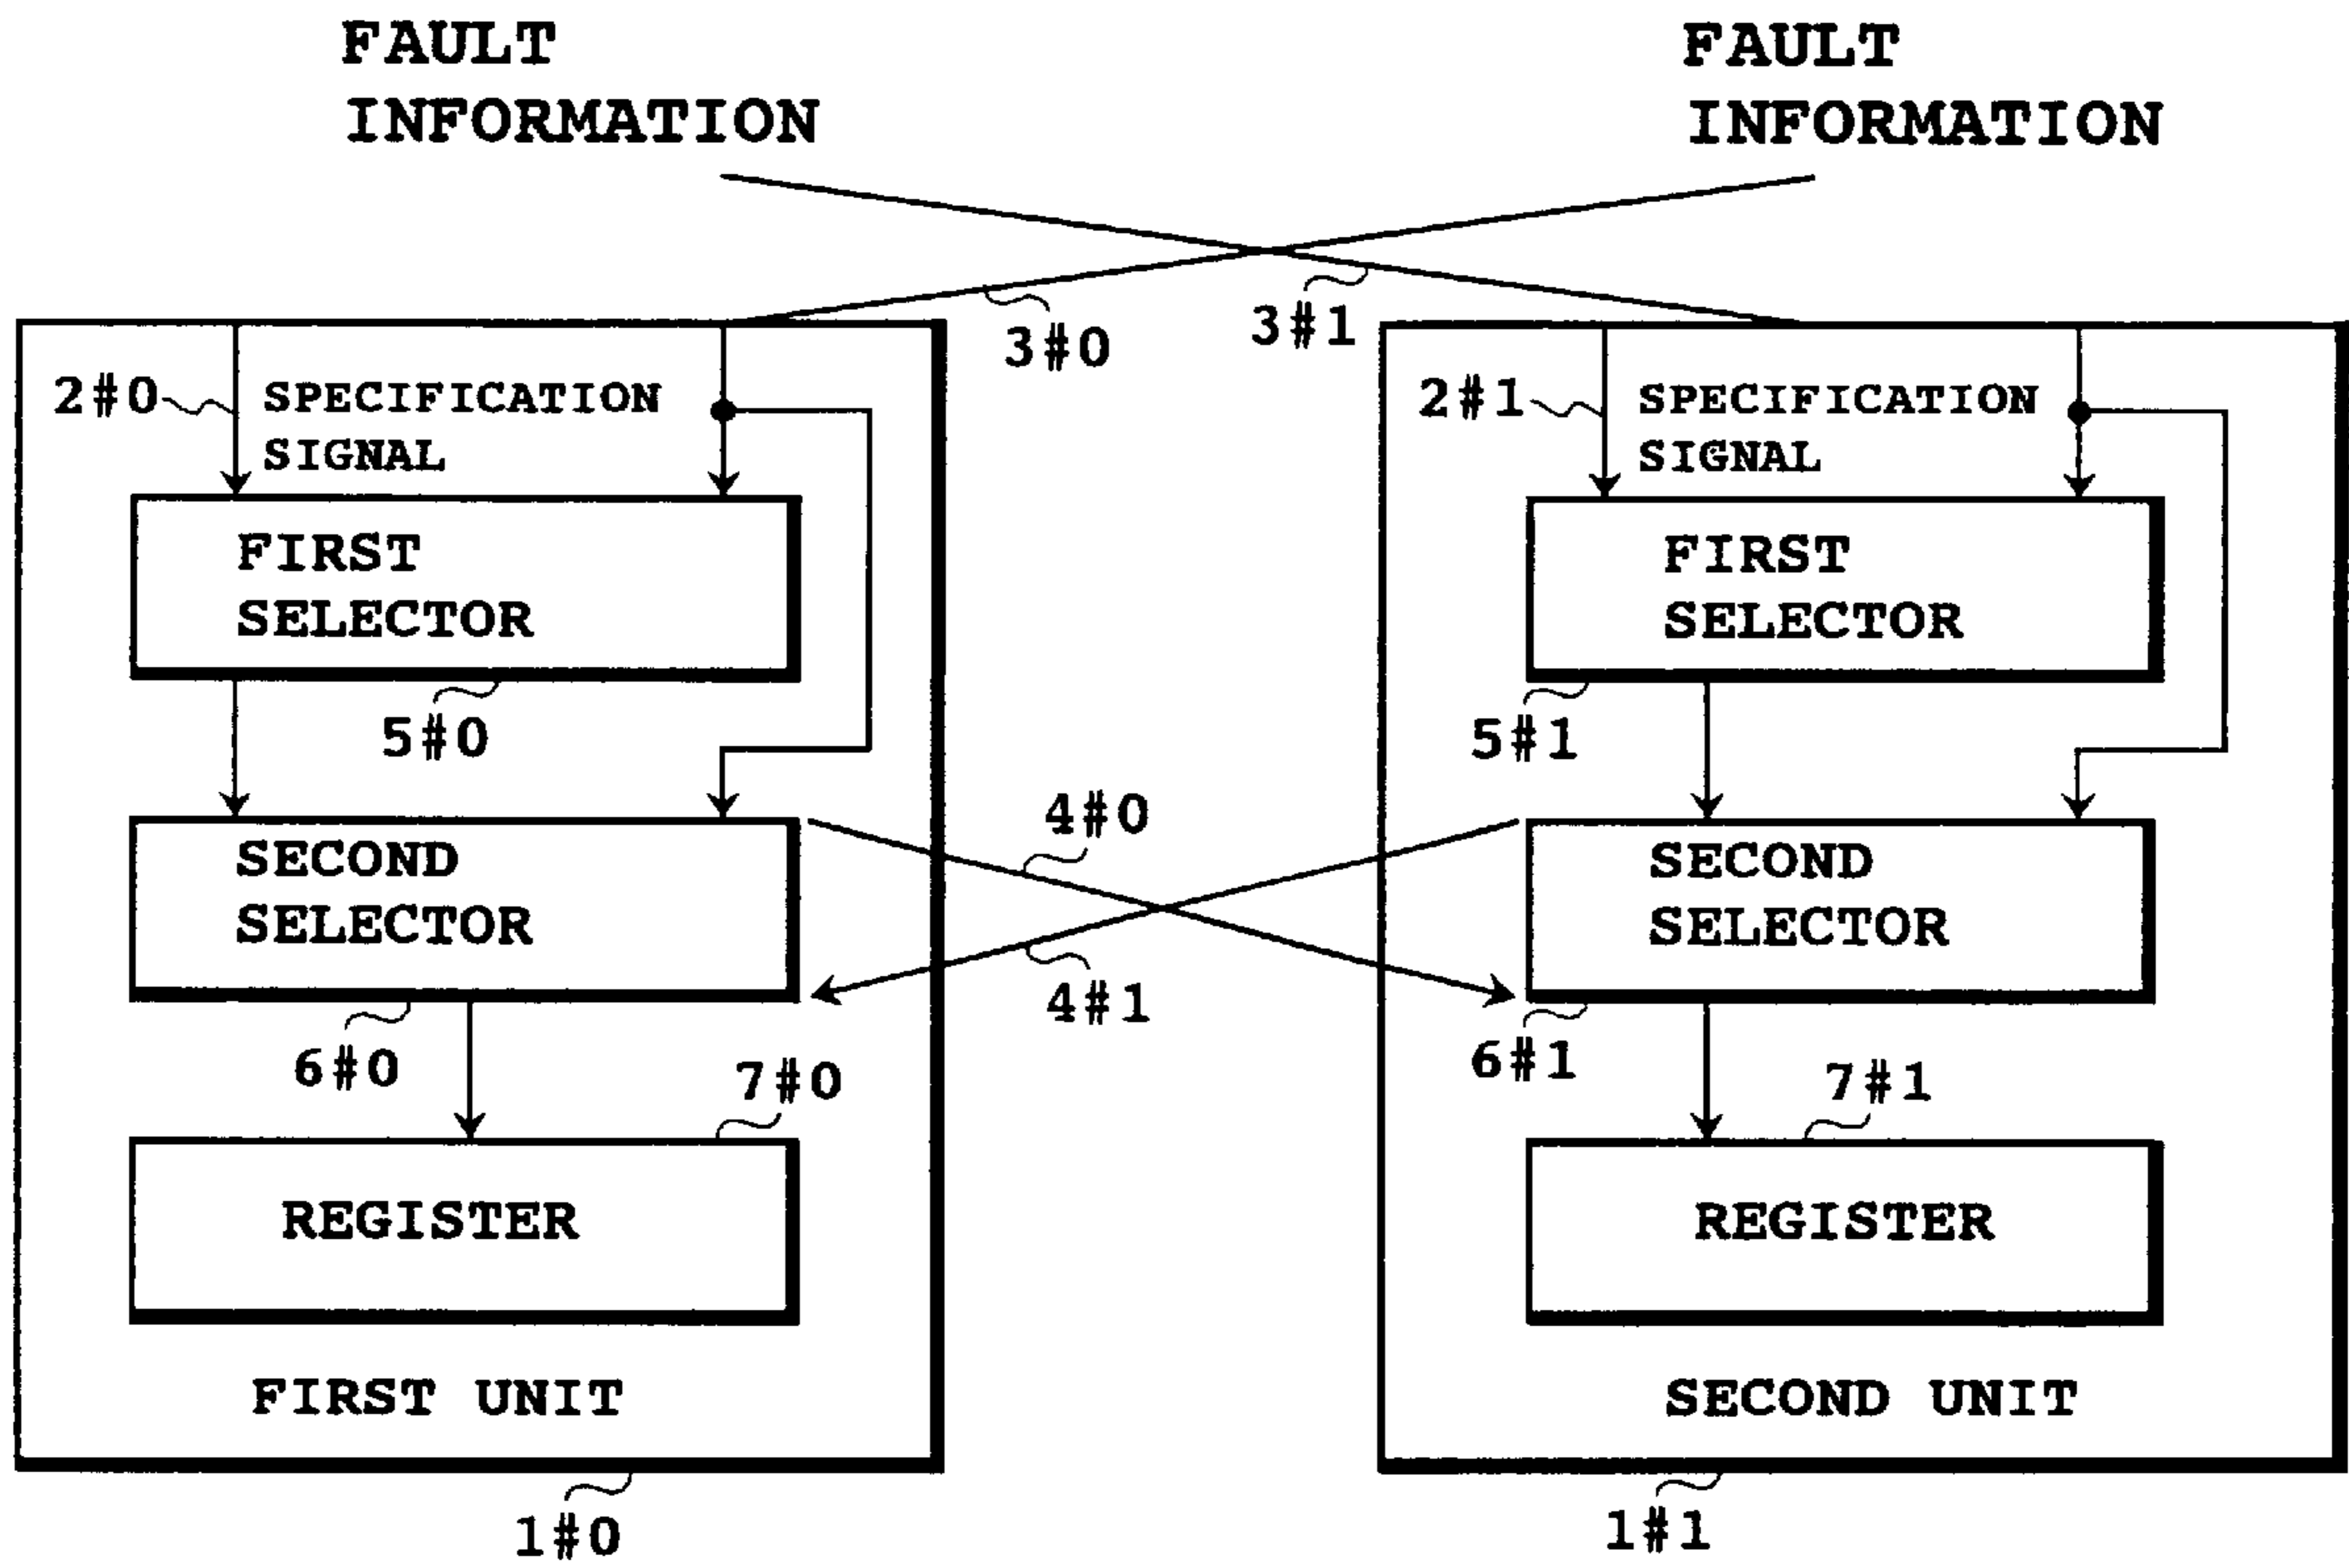 FAULT
INFORMATION
FAULT
INFORMATION
3#0
3#1
2#0
SPECIFICATION
SIGNAL
FIRST
SELECTOR
5#0
SECOND
SELECTOR
6#0
7#0
REGISTER
FIRST UNIT
1#0
4#0
4#1
2#1
SPECIFICATION
SIGNAL
FIRST
SELECTOR
5#1
SECOND
SELECTOR
6#1
7#1
REGISTER
SECOND UNIT
1#1